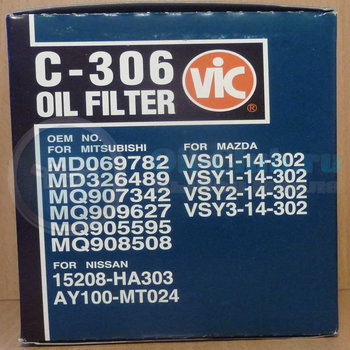 C-306
OIL FILTER
VIC
®
OEM NO.
FOR MITSUBISHI
MD069782
MD326489
MQ907342
MQ909627
MQ905595
MQ908508
FOR MAZDA
VS01-14-302
VSY1-14-302
VSY2-14-302
VSY3-14-302
FOR NISSAN
15208-HA303
AY100-MT024